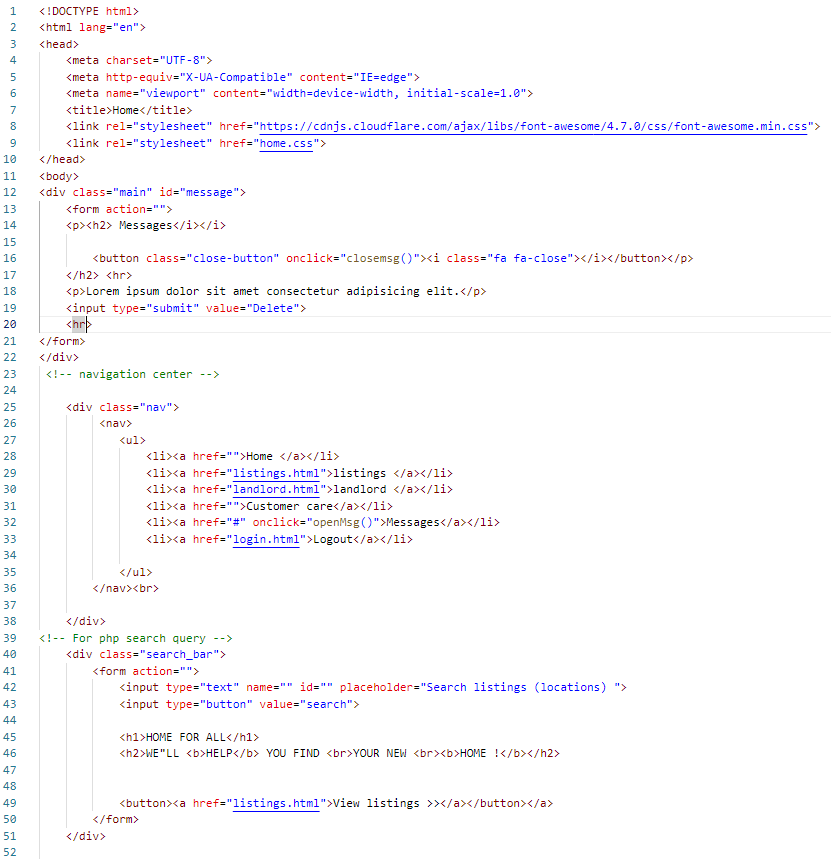 1 <!DOCTYPE html>
2 <html lang="en">
3 <head>
4     <meta charset="UTF-8">
5     <meta http-equiv="X-UA-Compatible" content="IE=edge">
6     <meta name="viewport" content="width=device-width, initial-scale=1.0">
7     <title>Home</title>
8     <link rel="stylesheet" href="https://cdnjs.cloudflare.com/ajax/libs/font-awesome/4.7.0/css/font-awesome.min.css">
9     <link rel="stylesheet" href="home.css">
10 </head>
11 <body>
12 <div class="main" id="message">
13     <form action="">
14     <p><h2> Messages</i></i>
15
16         <button class="close-button" onclick="closemsg()"><i class="fa fa-close"></i></button></p>
17     </h2> <hr>
18     <p>Lorem ipsum dolor sit amet consectetur adipisicing elit.</p>
19     <input type="submit" value="Delete">
20     <hr>
21 </form>
22 </div>
23  <!-- navigation center -->
24
25     <div class="nav">
26          <nav>
27             <ul>
28                 <li><a href="">Home </a></li>
29                 <li><a href="listings.html">listings </a></li>
30                 <li><a href="landlord.html">landlord </a></li>
31                 <li><a href="">Customer care</a></li>
32                 <li><a href="#" onclick="openMsg()">Messages</a></li>
33                 <li><a href="login.html">Logout</a></li>
34
35             </ul>
36         </nav><br>
37
38     </div>
39 <!-- For php search query -->
40     <div class="search_bar">
41         <form action="">
42             <input type="text" name="" id="" placeholder="Search listings (locations) ">
43             <input type="button" value="search">
44
45             <h1>HOME FOR ALL</h1>
46             <h2>WE"LL <b>HELP</b> YOU FIND <br>YOUR NEW <br><b>HOME !</b></h2>
47
48
49             <button><a href="listings.html">View listings >></a></button></a>
50         </form>
51     </div>
52